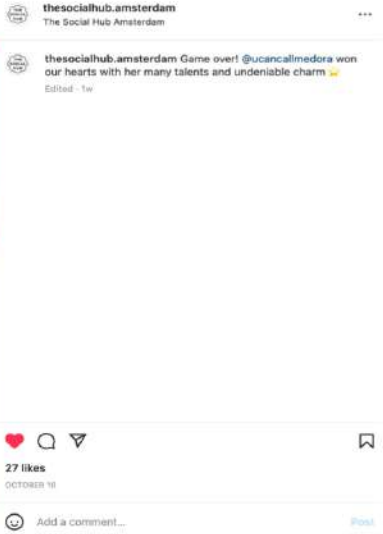 thesocialhub.amsterdam
The Social Hub Amsterdam
thesocialhub.amsterdam Game over! @ucancallmedora won
our hearts with her many talents and undeniable charm
Edited · 1w
27 likes
OCTOBER 16
Add a comment...
Post